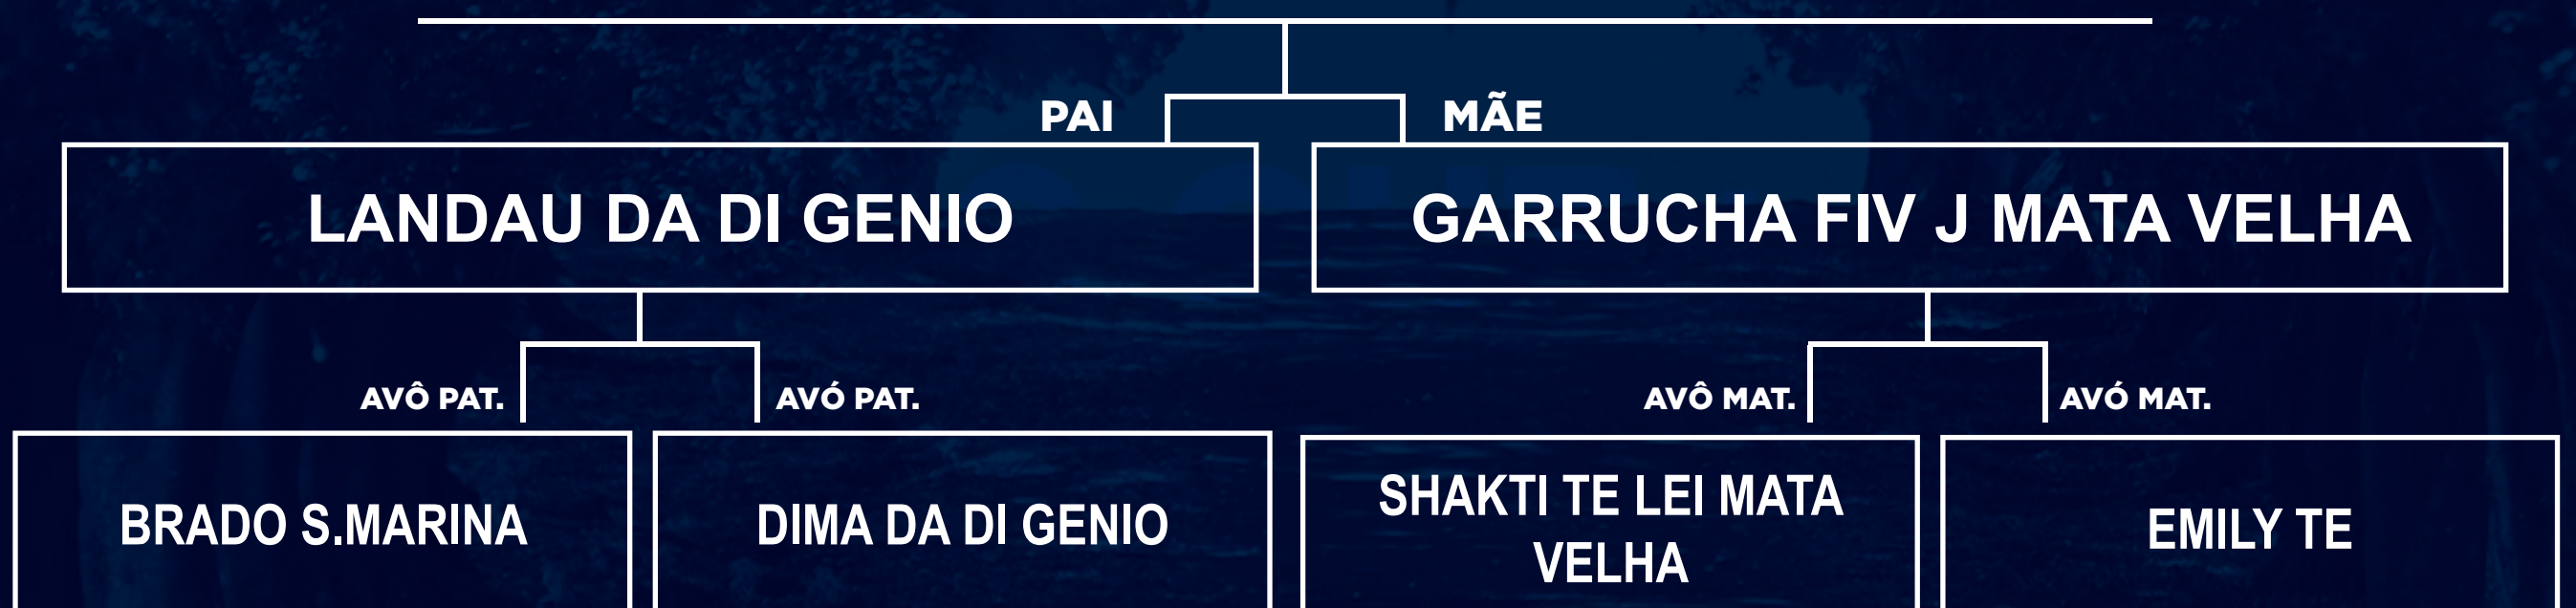 PAI
MÃE
LANDAU DA DI GENIO
GARRUCHA FIV J MATA VELHA
AVÔ PAT.
AVÓ PAT.
AVÔ MAT.
AVÓ MAT.
BRADO S.MARINA
DIMA DA DI GENIO
SHAKTI TE LEI MATA
VELHA
EMILY TE